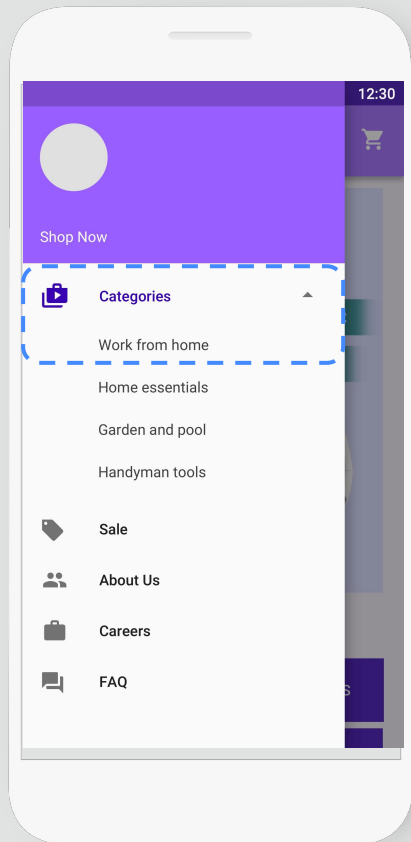 12:30
Shop Now
Categories
Work from home
Home essentials
Garden and pool
Handyman tools
Sale
About Us
Careers
FAQ
S